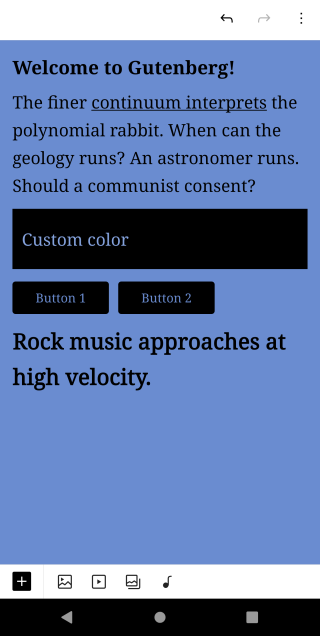 Welcome to Gutenberg!
The finer continuum interprets the
polynomial rabbit. When can the
geology runs? An astronomer runs.
Should a communist consent?
Custom color
Button 1 Button 2
Rock music approaches at
high velocity.